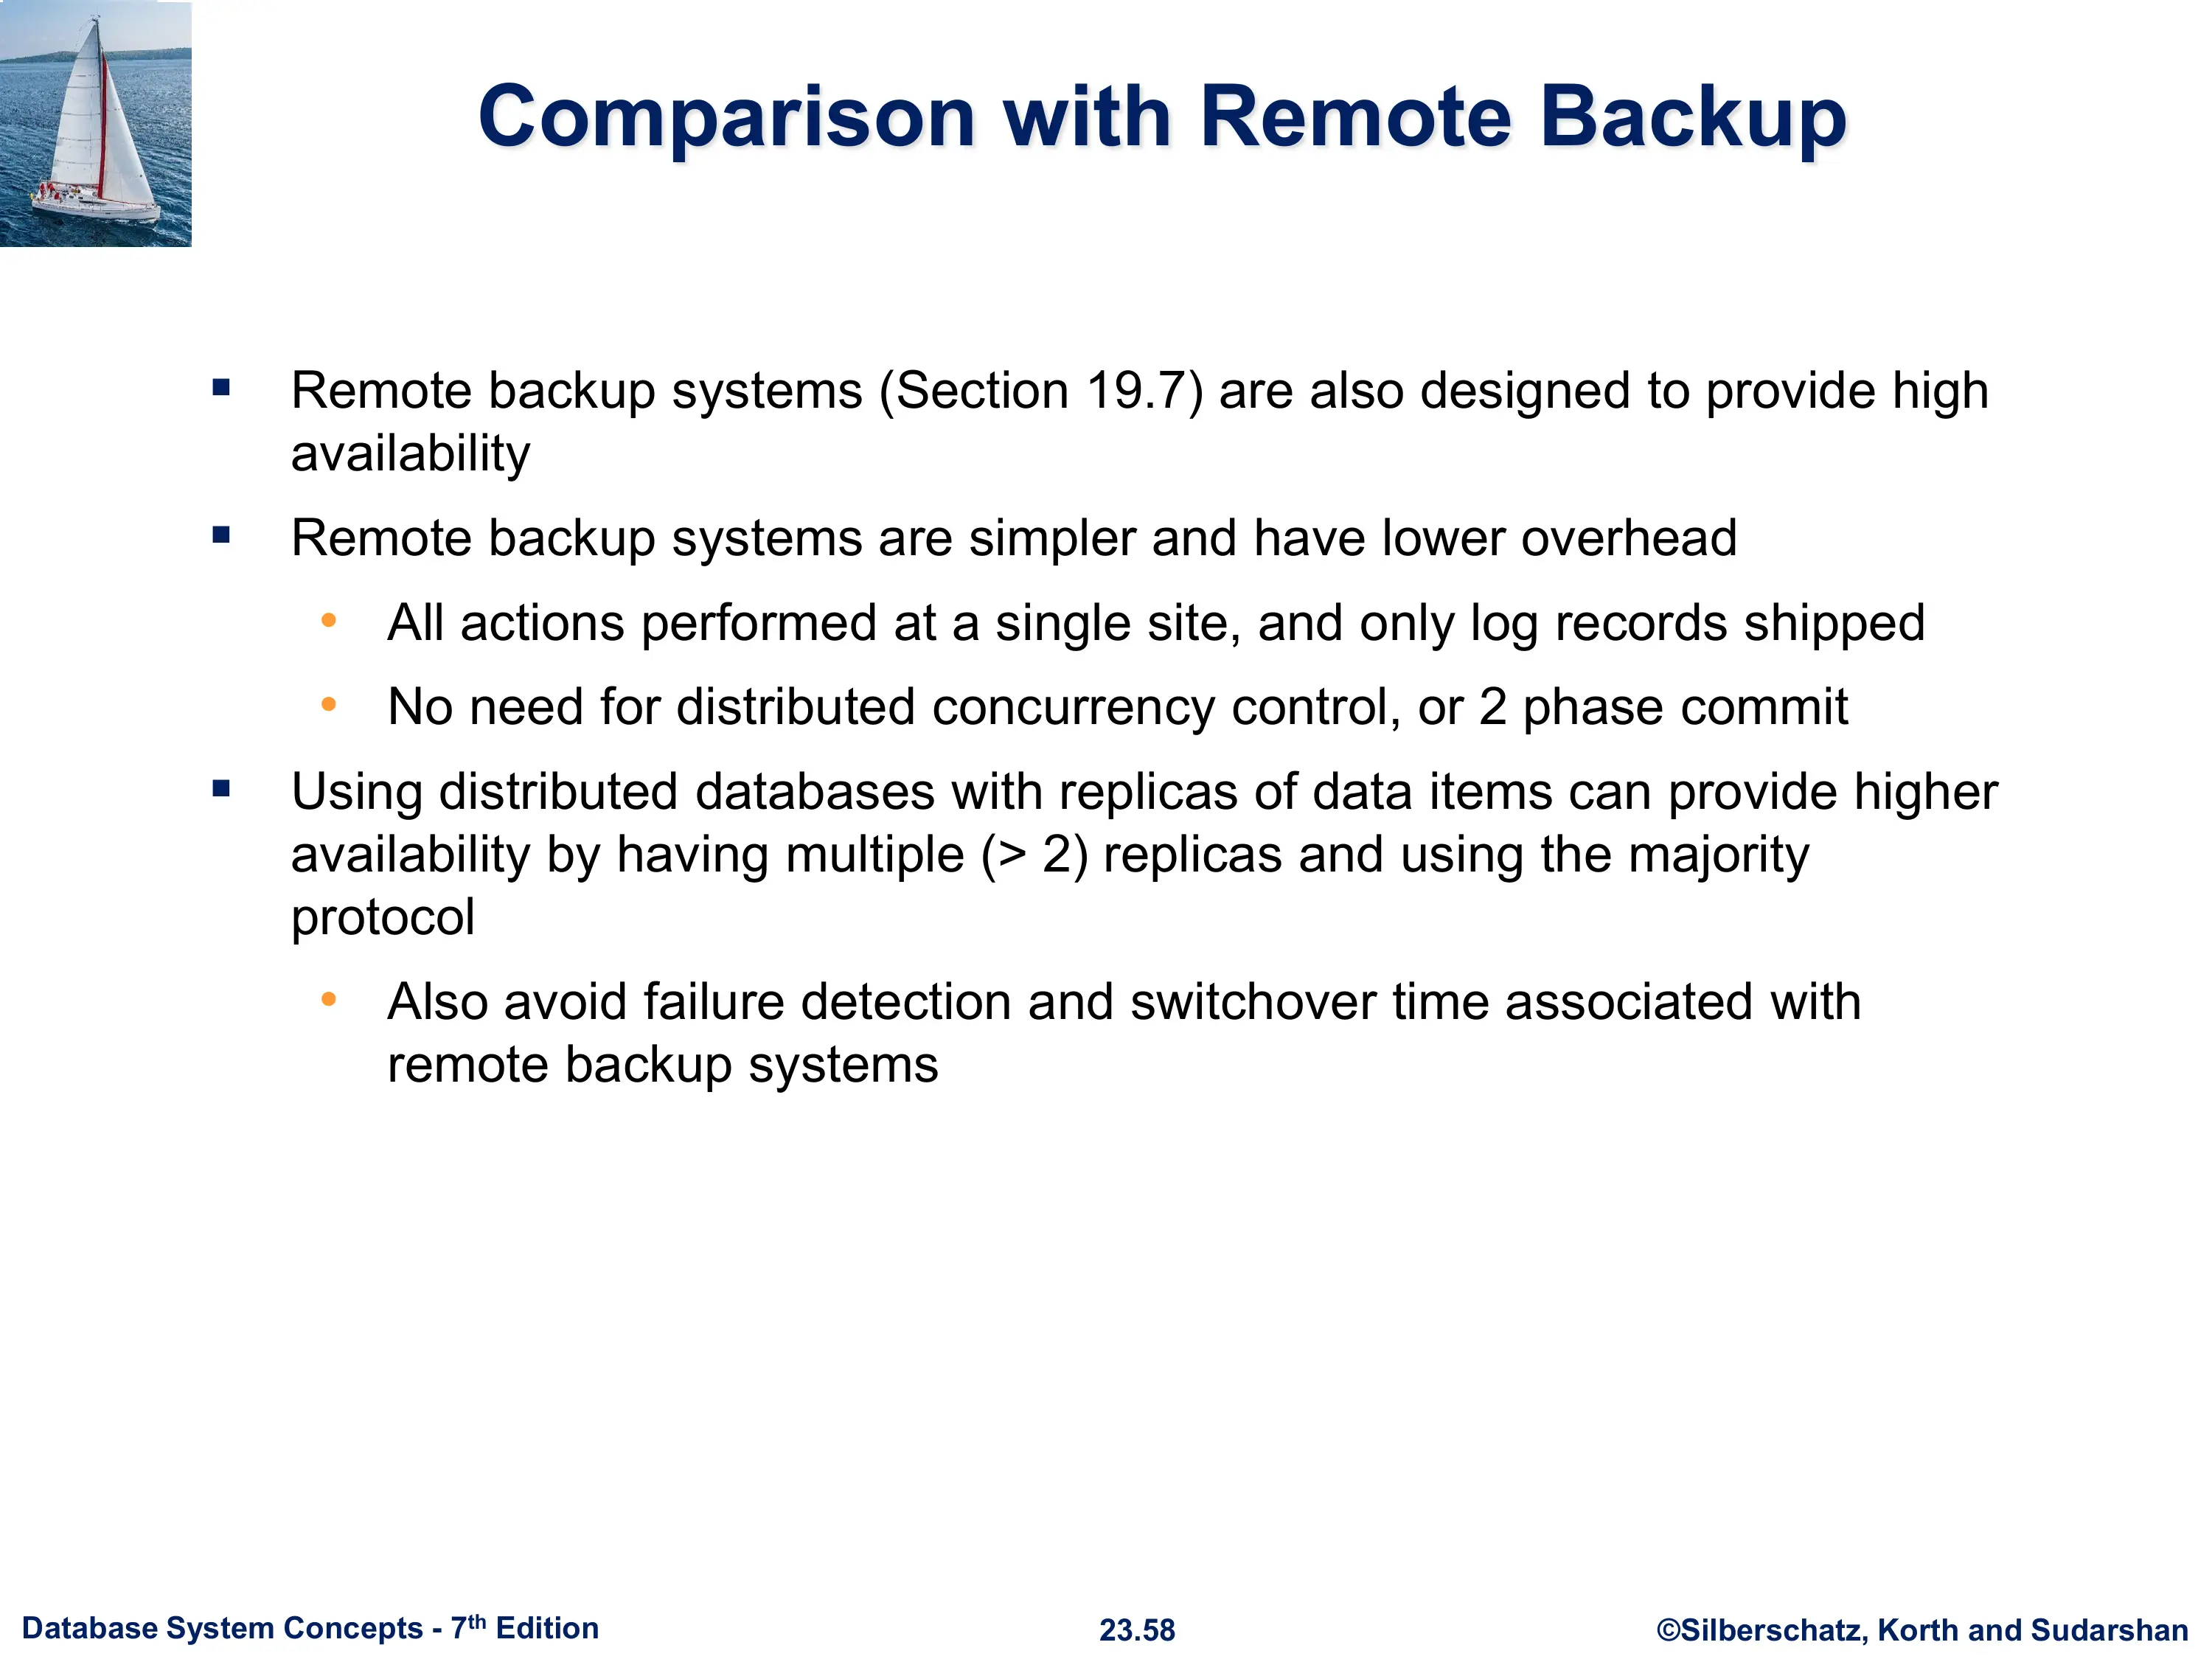 Comparison with Remote Backup
▪ Remote backup systems (Section 19.7) are also designed to provide high
availability
▪ Remote backup systems are simpler and have lower overhead
• All actions performed at a single site, and only log records shipped
• No need for distributed concurrency control, or 2 phase commit
▪ Using distributed databases with replicas of data items can provide higher
availability by having multiple (> 2) replicas and using the majority
protocol
• Also avoid failure detection and switchover time associated with
remote backup systems
Database System Concepts - 7th Edition
23.58
©Silberschatz, Korth and Sudarshan